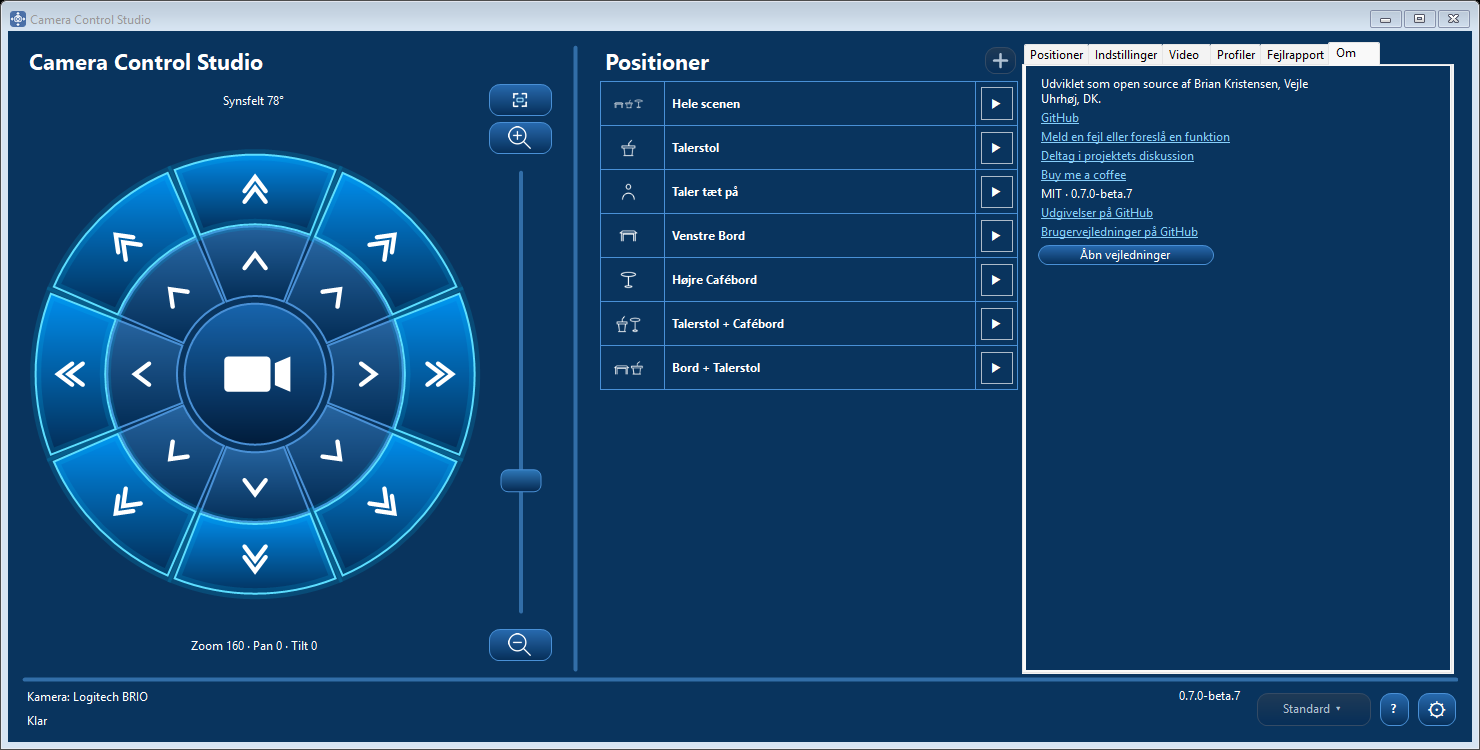 Camera Control Studio
Camera Control Studio
Synsfelt 78°
Zoom 160 · Pan 0 · Tilt 0
Positioner
Hele scenen
Talerstol
Taler tæt på
Venstre Bord
Højre Cafébord
Talerstol + Cafébord
Bord + Talerstol
Positioner Indstillinger Video Profiler Fejlrapport Om
Udviklet som open source af Brian Kristensen, Vejle
Uhrhøj, DK.
GitHub
Meld en fejl eller foreslå en funktion
Deltag i projektets diskussion
Buy me a coffee
MIT · 0.7.0-beta.7
Udgivelser på GitHub
Brugervejledninger på GitHub
Åbn vejledninger
Kamera: Logitech BRIO
Klar
0.7.0-beta.7
Standard
?